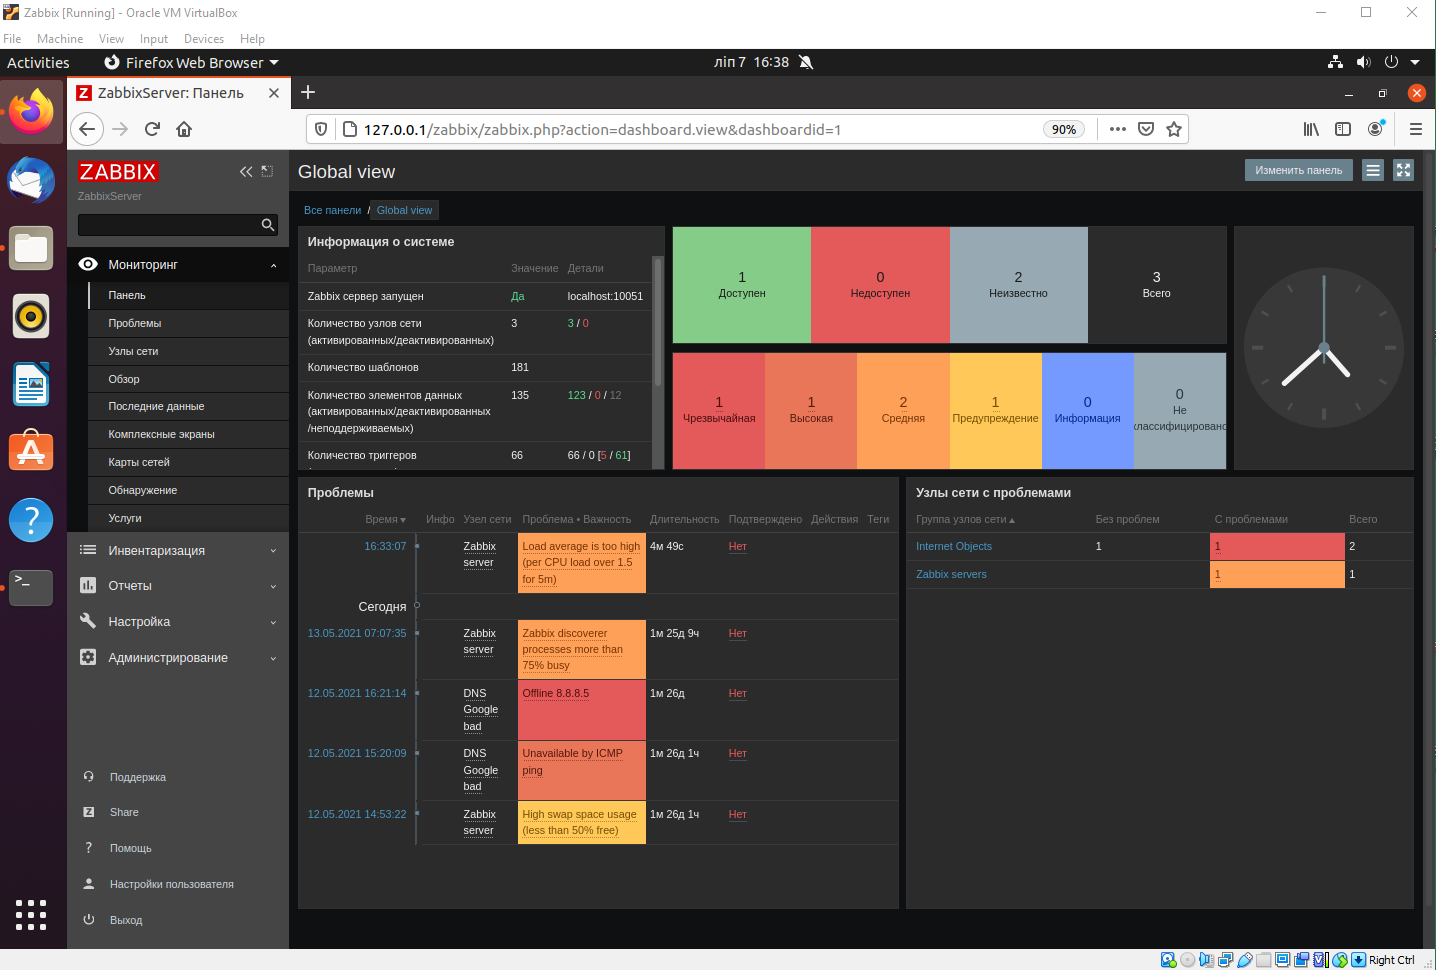 Zabbix [Running] - Oracle VM VirtualBox
File Machine View Input Devices Help
Activities Firefox Web Browser ліп 7 16:38
ZabbixServer: Панель
127.0.0.1/zabbix/zabbix.php?action=dashboard.view&dashboardid=1 90%
ZABBIX
ZabbixServer
Мониторинг
Панель
Проблемы
Узлы сети
Обзор
Последние данные
Комплексные экраны
Карты сетей
Обнаружение
Услуги
Инвентаризация
Отчеты
Настройка
Администрирование
Поддержка
Share
Помощь
Настройки пользователя
Выход
Global view
Изменить панель
Все панели / Global view
Информация о системе
Параметр Значение Детали
Zabbix сервер запущен Да localhost:10051
Количество узлов сети 3 3 / 0
(активированных/деактивированных)
Количество шаблонов 181
Количество элементов данных 135 123 / 0 / 12
(активированных/деактивированных
/неподдерживаемых)
Количество триггеров 66 66 / 0 [5 / 61]
1 0 2 3
Доступен Недоступен Неизвестно Всего
1 1 2 1 0 0
Чрезвычайная Высокая Средняя Предупреждение Информация Не
классифицировано
Проблемы
Время Инфо Узел сети Проблема • Важность Длительность Подтверждено Действия Теги
16:33:07 Zabbix Load average is too high 4м 49с Нет
server (per CPU load over 1.5
for 5m)
Сегодня
13.05.2021 07:07:35 Zabbix Zabbix discoverer 1м 25д 9ч Нет
server processes more than
75% busy
12.05.2021 16:21:14 DNS Offline 8.8.8.5 1м 26д Нет
Google
bad
12.05.2021 15:20:09 DNS Unavailable by ICMP 1м 26д 1ч Нет
Google ping
bad
12.05.2021 14:53:22 Zabbix High swap space usage 1м 26д 1ч Нет
server (less than 50% free)
Узлы сети с проблемами
Группа узлов сети Без проблем С проблемами Всего
Internet Objects 1 1 2
Zabbix servers 1 1
Right Ctrl